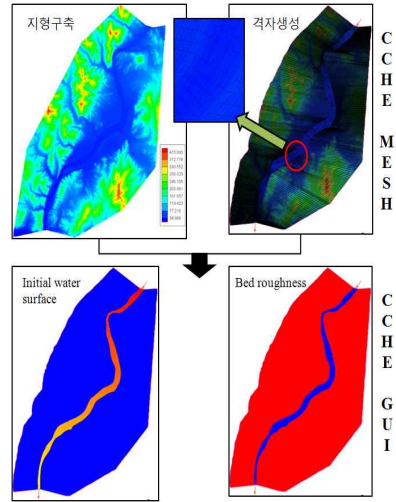 지형구축
격자생성
CCHE MESH
Initial water
surface
Bed roughness
CCHE GUI